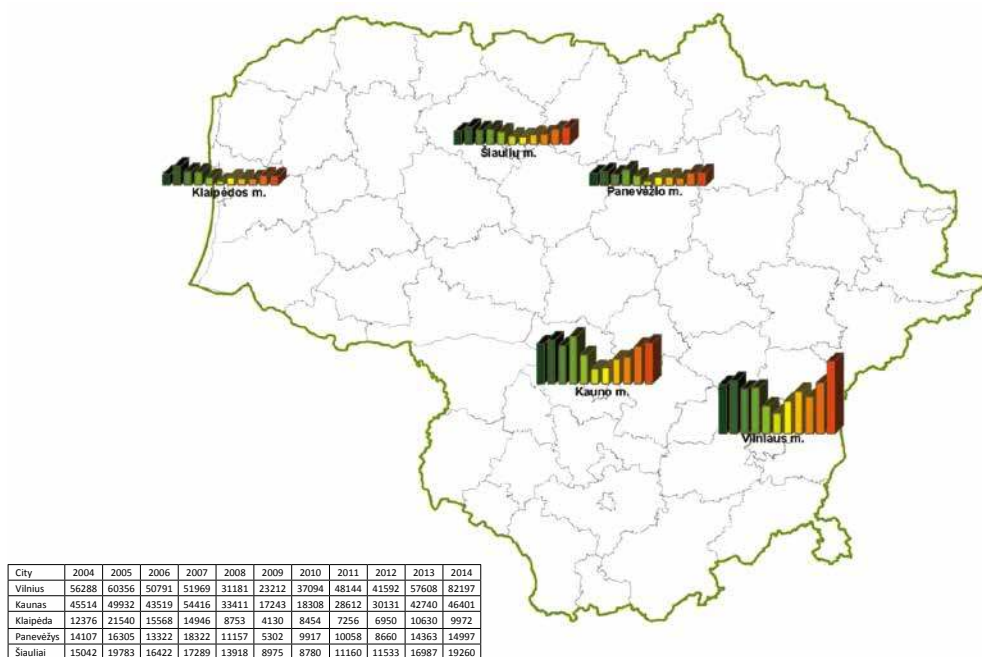 Šiaulių m.
Klaipėdos m.
Panevėžio m.
Kauno m.
Vilniaus m.
City 2004 2005 2006 2007 2008 2009 2010 2011 2012 2013 2014
Vilnius 56288 60356 50791 51969 31181 23212 37094 48144 41592 57608 82197
Kaunas 45514 49932 43519 54416 33411 17243 18308 28612 30131 42740 46401
Klaipėda 12376 21540 15568 14946 8753 4130 8454 7256 6950 10630 9972
Panevėžys 14107 16305 13322 18322 11157 5302 9917 10058 8660 14363 14997
Šiauliai 15042 19783 16422 17289 13918 8975 8780 11160 11533 16987 19260